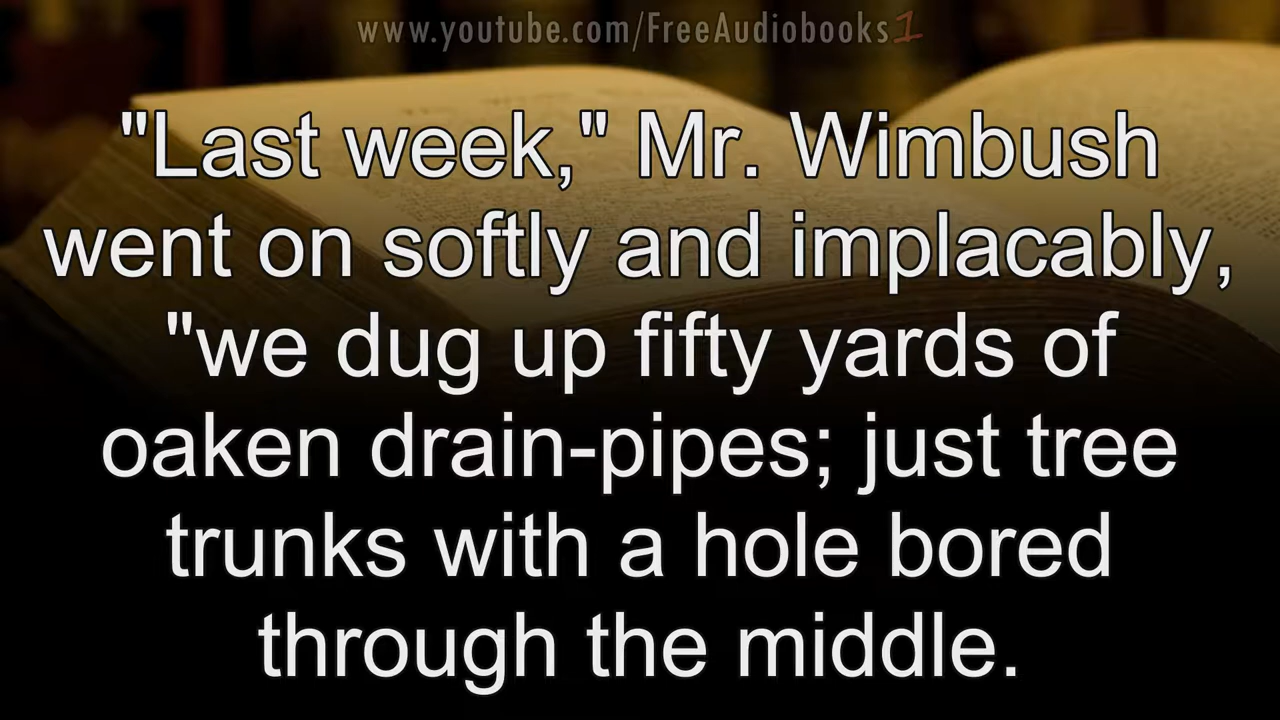 www.youtube.com/FreeAudiobooks1
"Last week," Mr. Wimbush
went on softly and implacably,
"we dug up fifty yards of
oaken drain-pipes; just tree
trunks with a hole bored
through the middle.